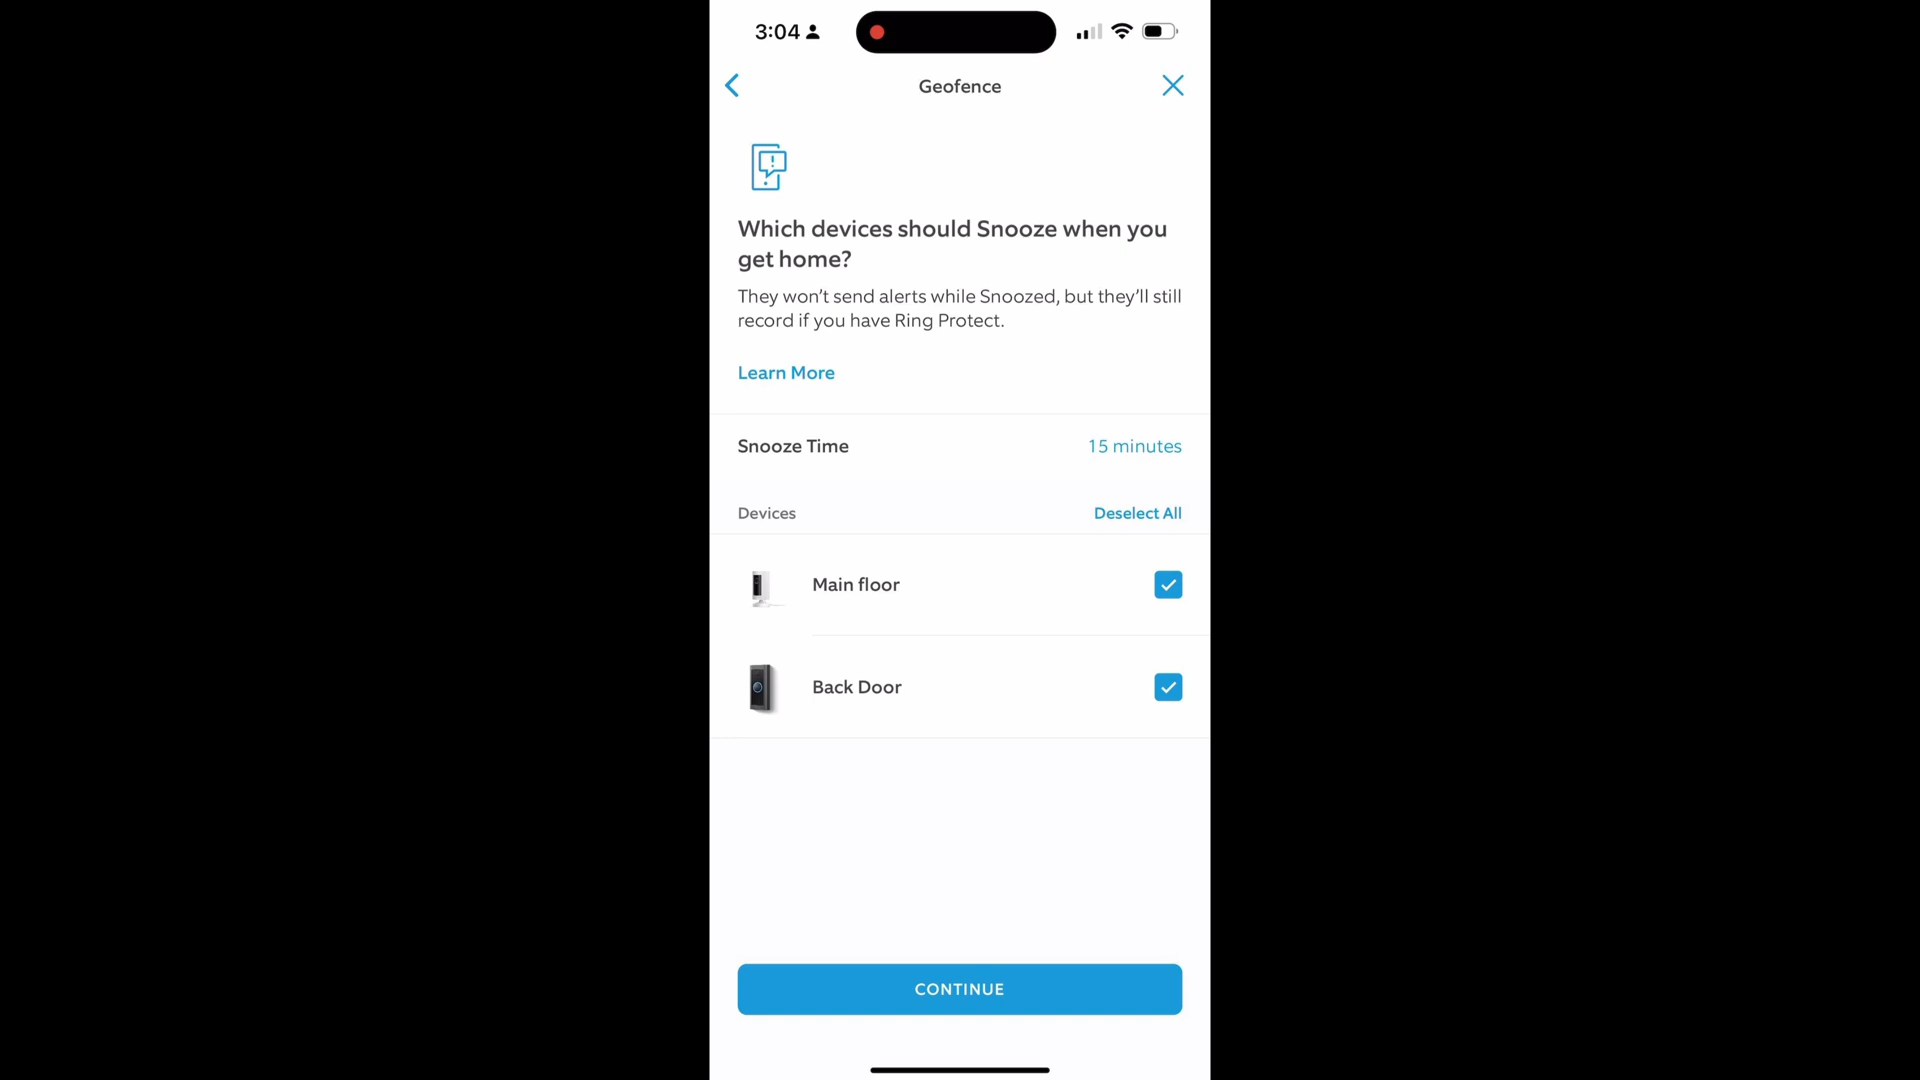 3:04
Geofence
Which devices should Snooze when you
get home?
They won't send alerts while Snoozed, but they'll still
record if you have Ring Protect.
Learn More
Snooze Time 15 minutes
Devices Deselect All
Main floor
Back Door
CONTINUE